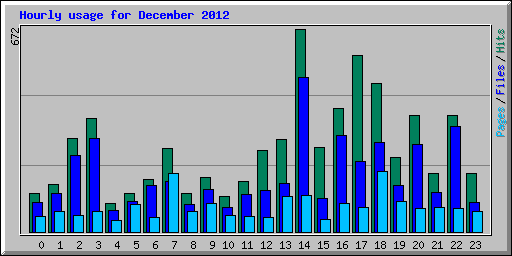 Hourly usage for December 2012
672
Pages / Files / Hits
0 1 2 3 4 5 6 7 8 9 10 11 12 13 14 15 16 17 18 19 20 21 22 23